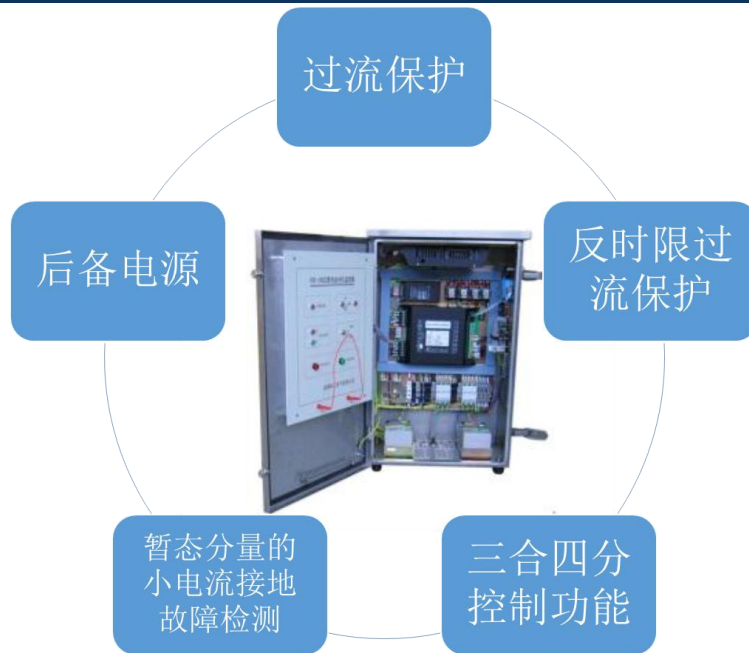 过流保护
反时限过
流保护
三合四分
控制功能
暂态分量的
小电流接地
故障检测
后备电源